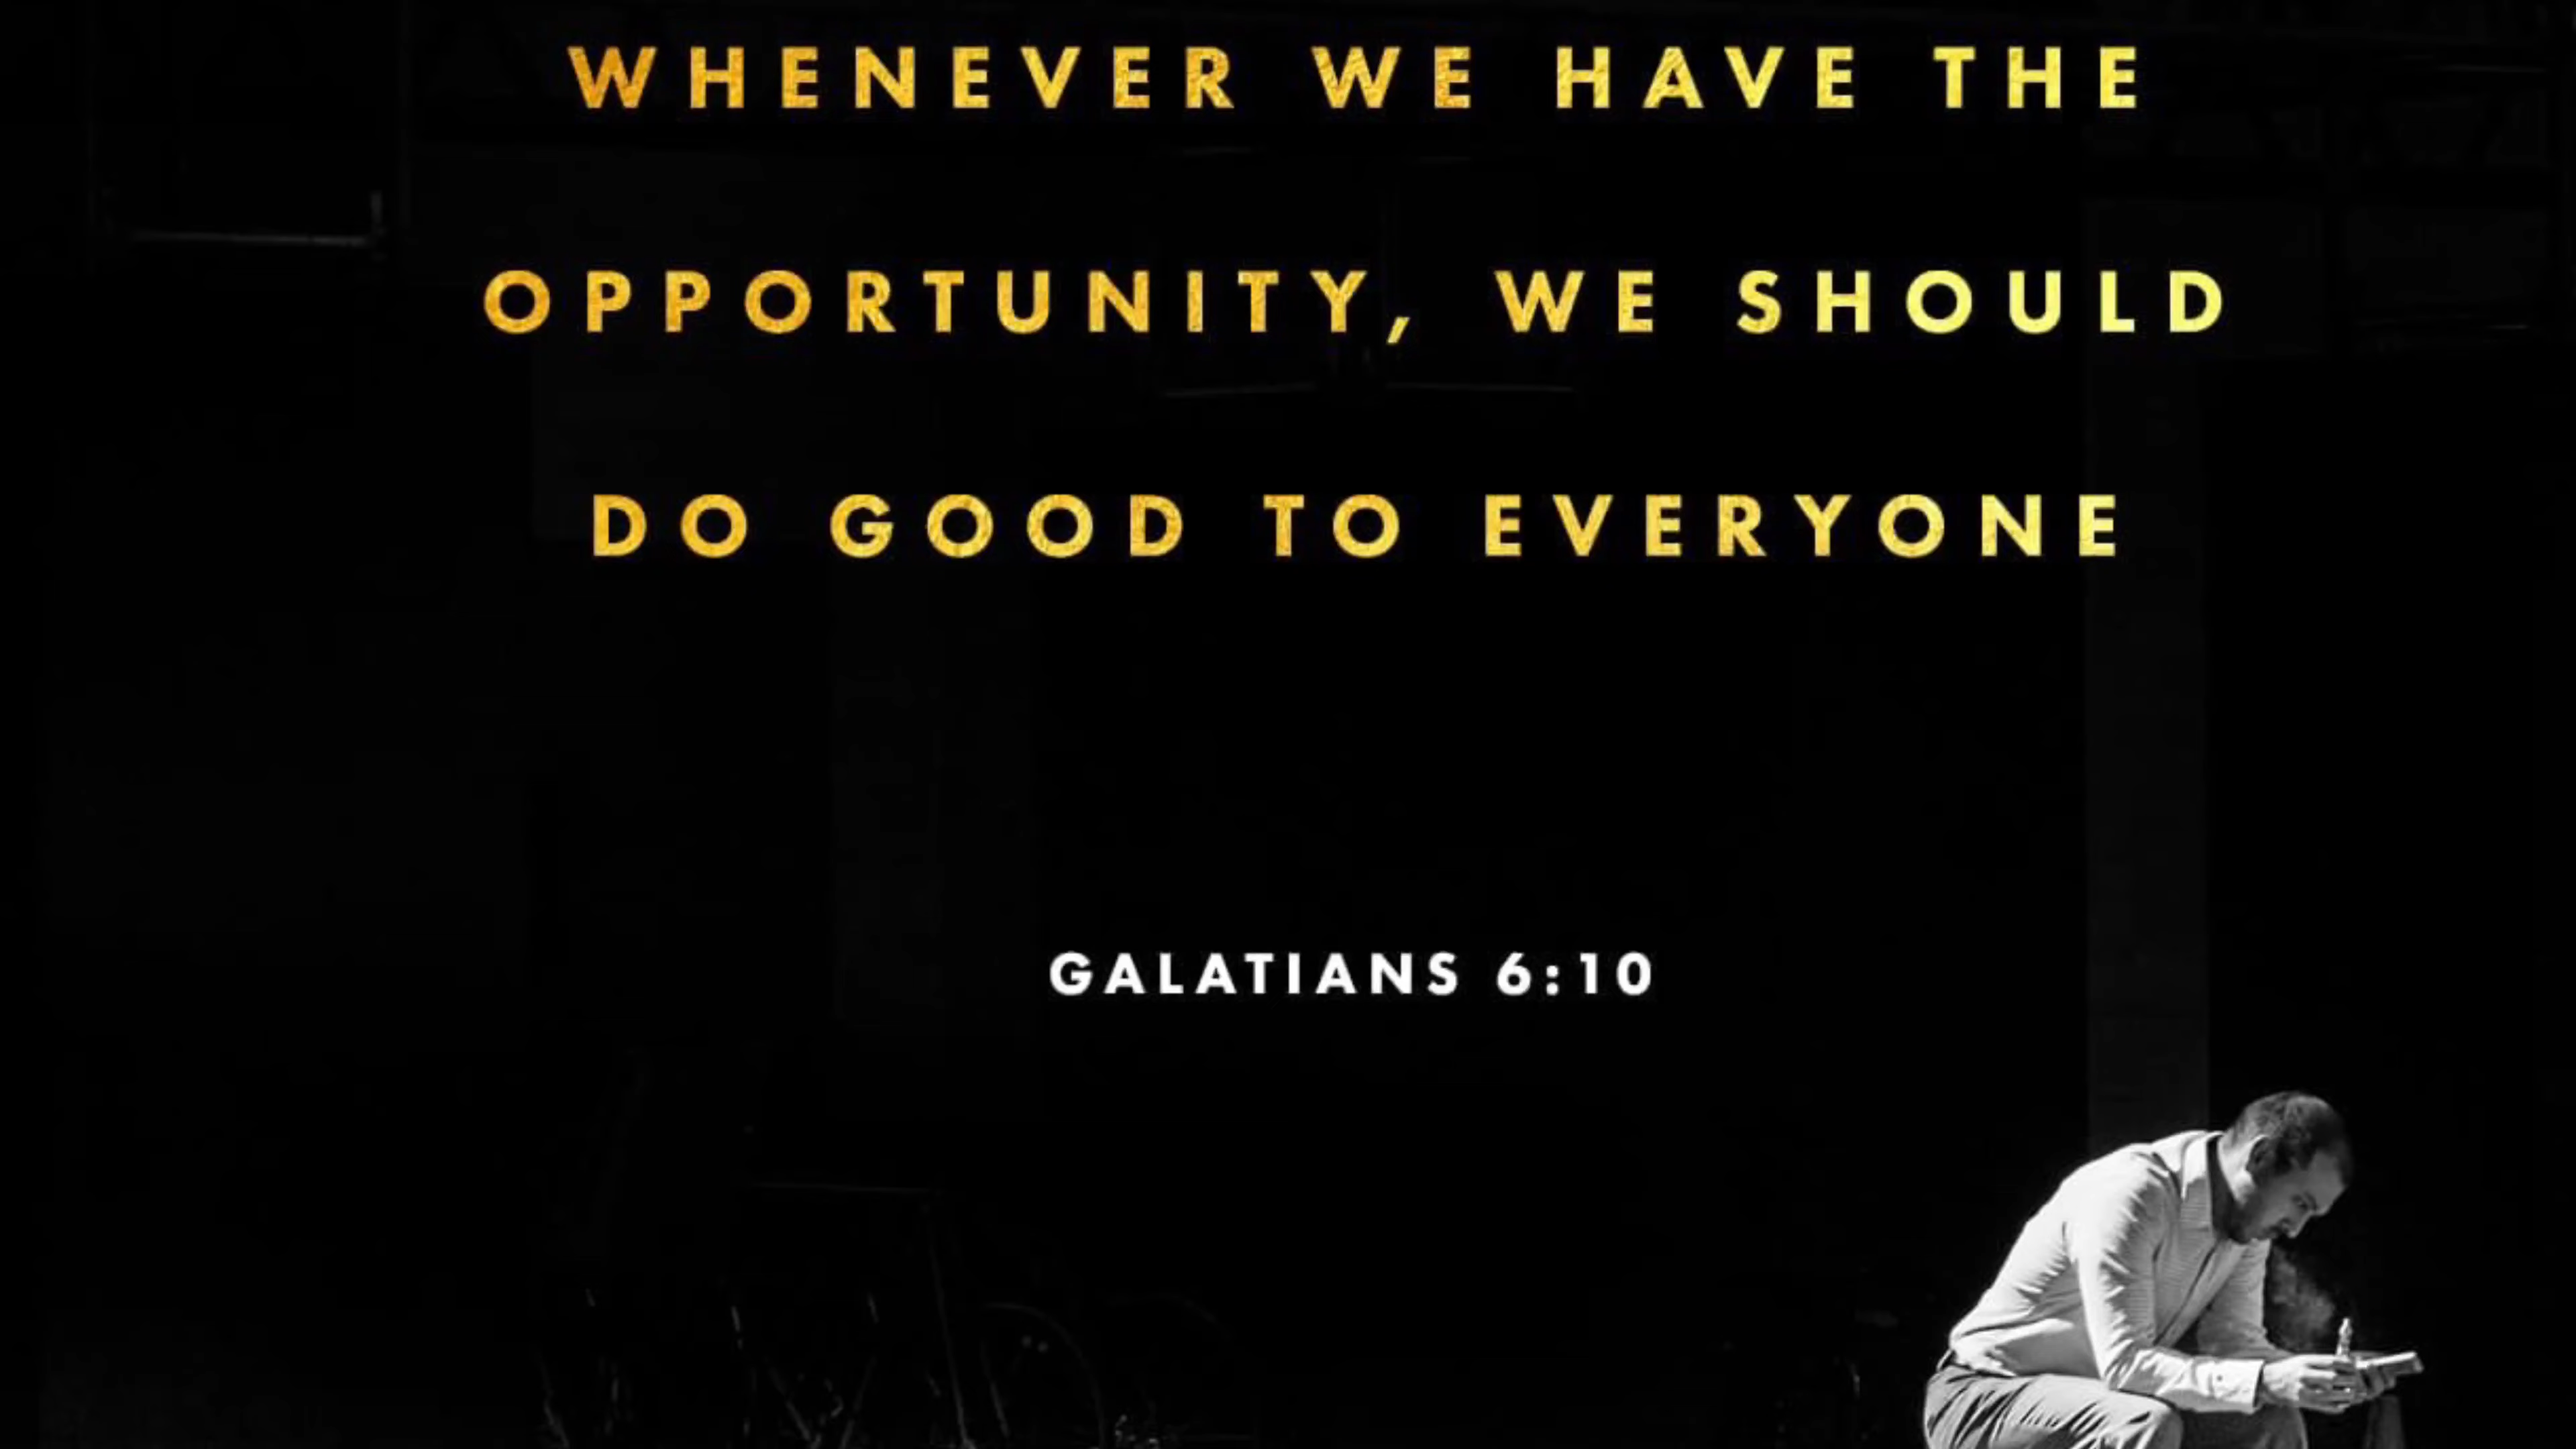 WHENEVER WE HAVE THE
OPPORTUNITY, WE SHOULD
DO GOOD TO EVERYONE
GALATIANS 6:10